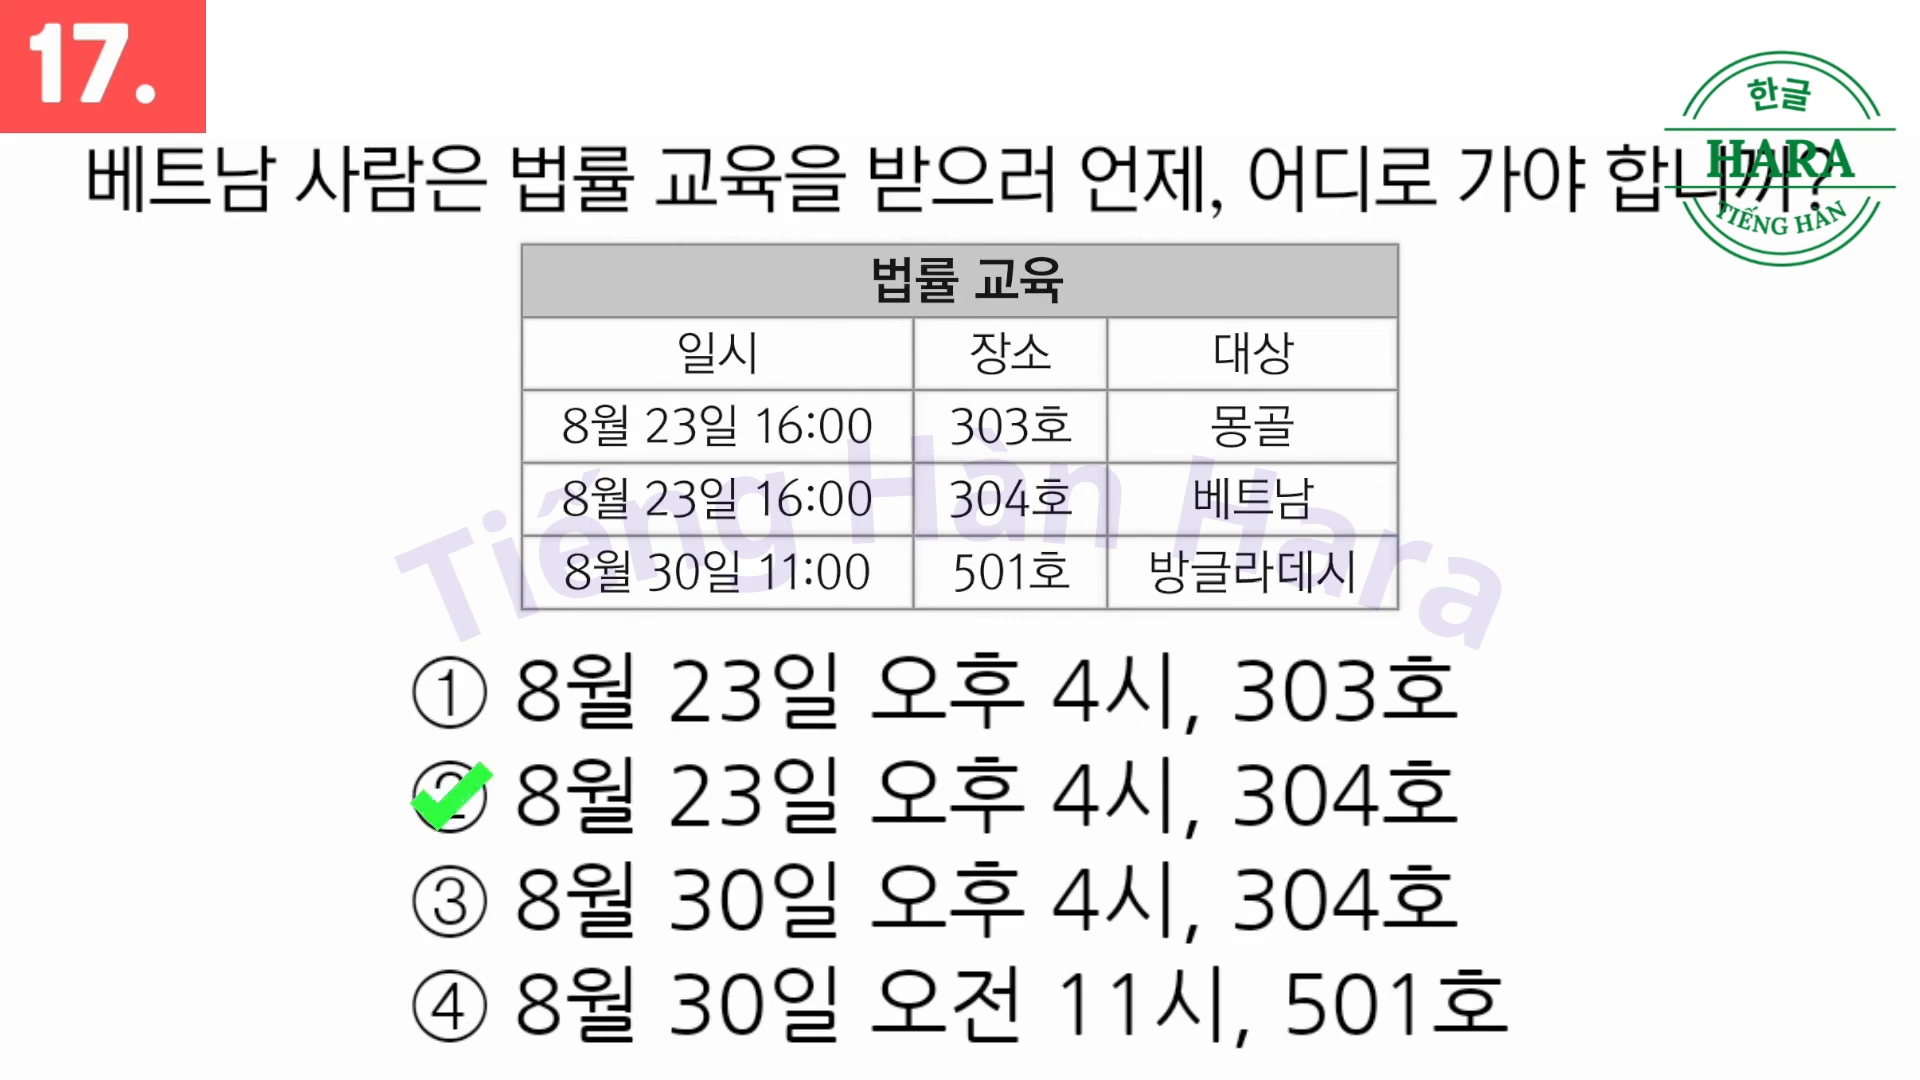 17.
한글
HARA
TIẾNG HÀN
베트남 사람은 법률 교육을 받으러 언제, 어디로 가야 합니까?
법률 교육
일시 장소 대상
8월 23일 16:00 303호 몽골
8월 23일 16:00 304호 베트남
8월 30일 11:00 501호 방글라데시
Tiếng Hàn Hara
① 8월 23일 오후 4시, 303호
② 8월 23일 오후 4시, 304호
③ 8월 30일 오후 4시, 304호
④ 8월 30일 오전 11시, 501호